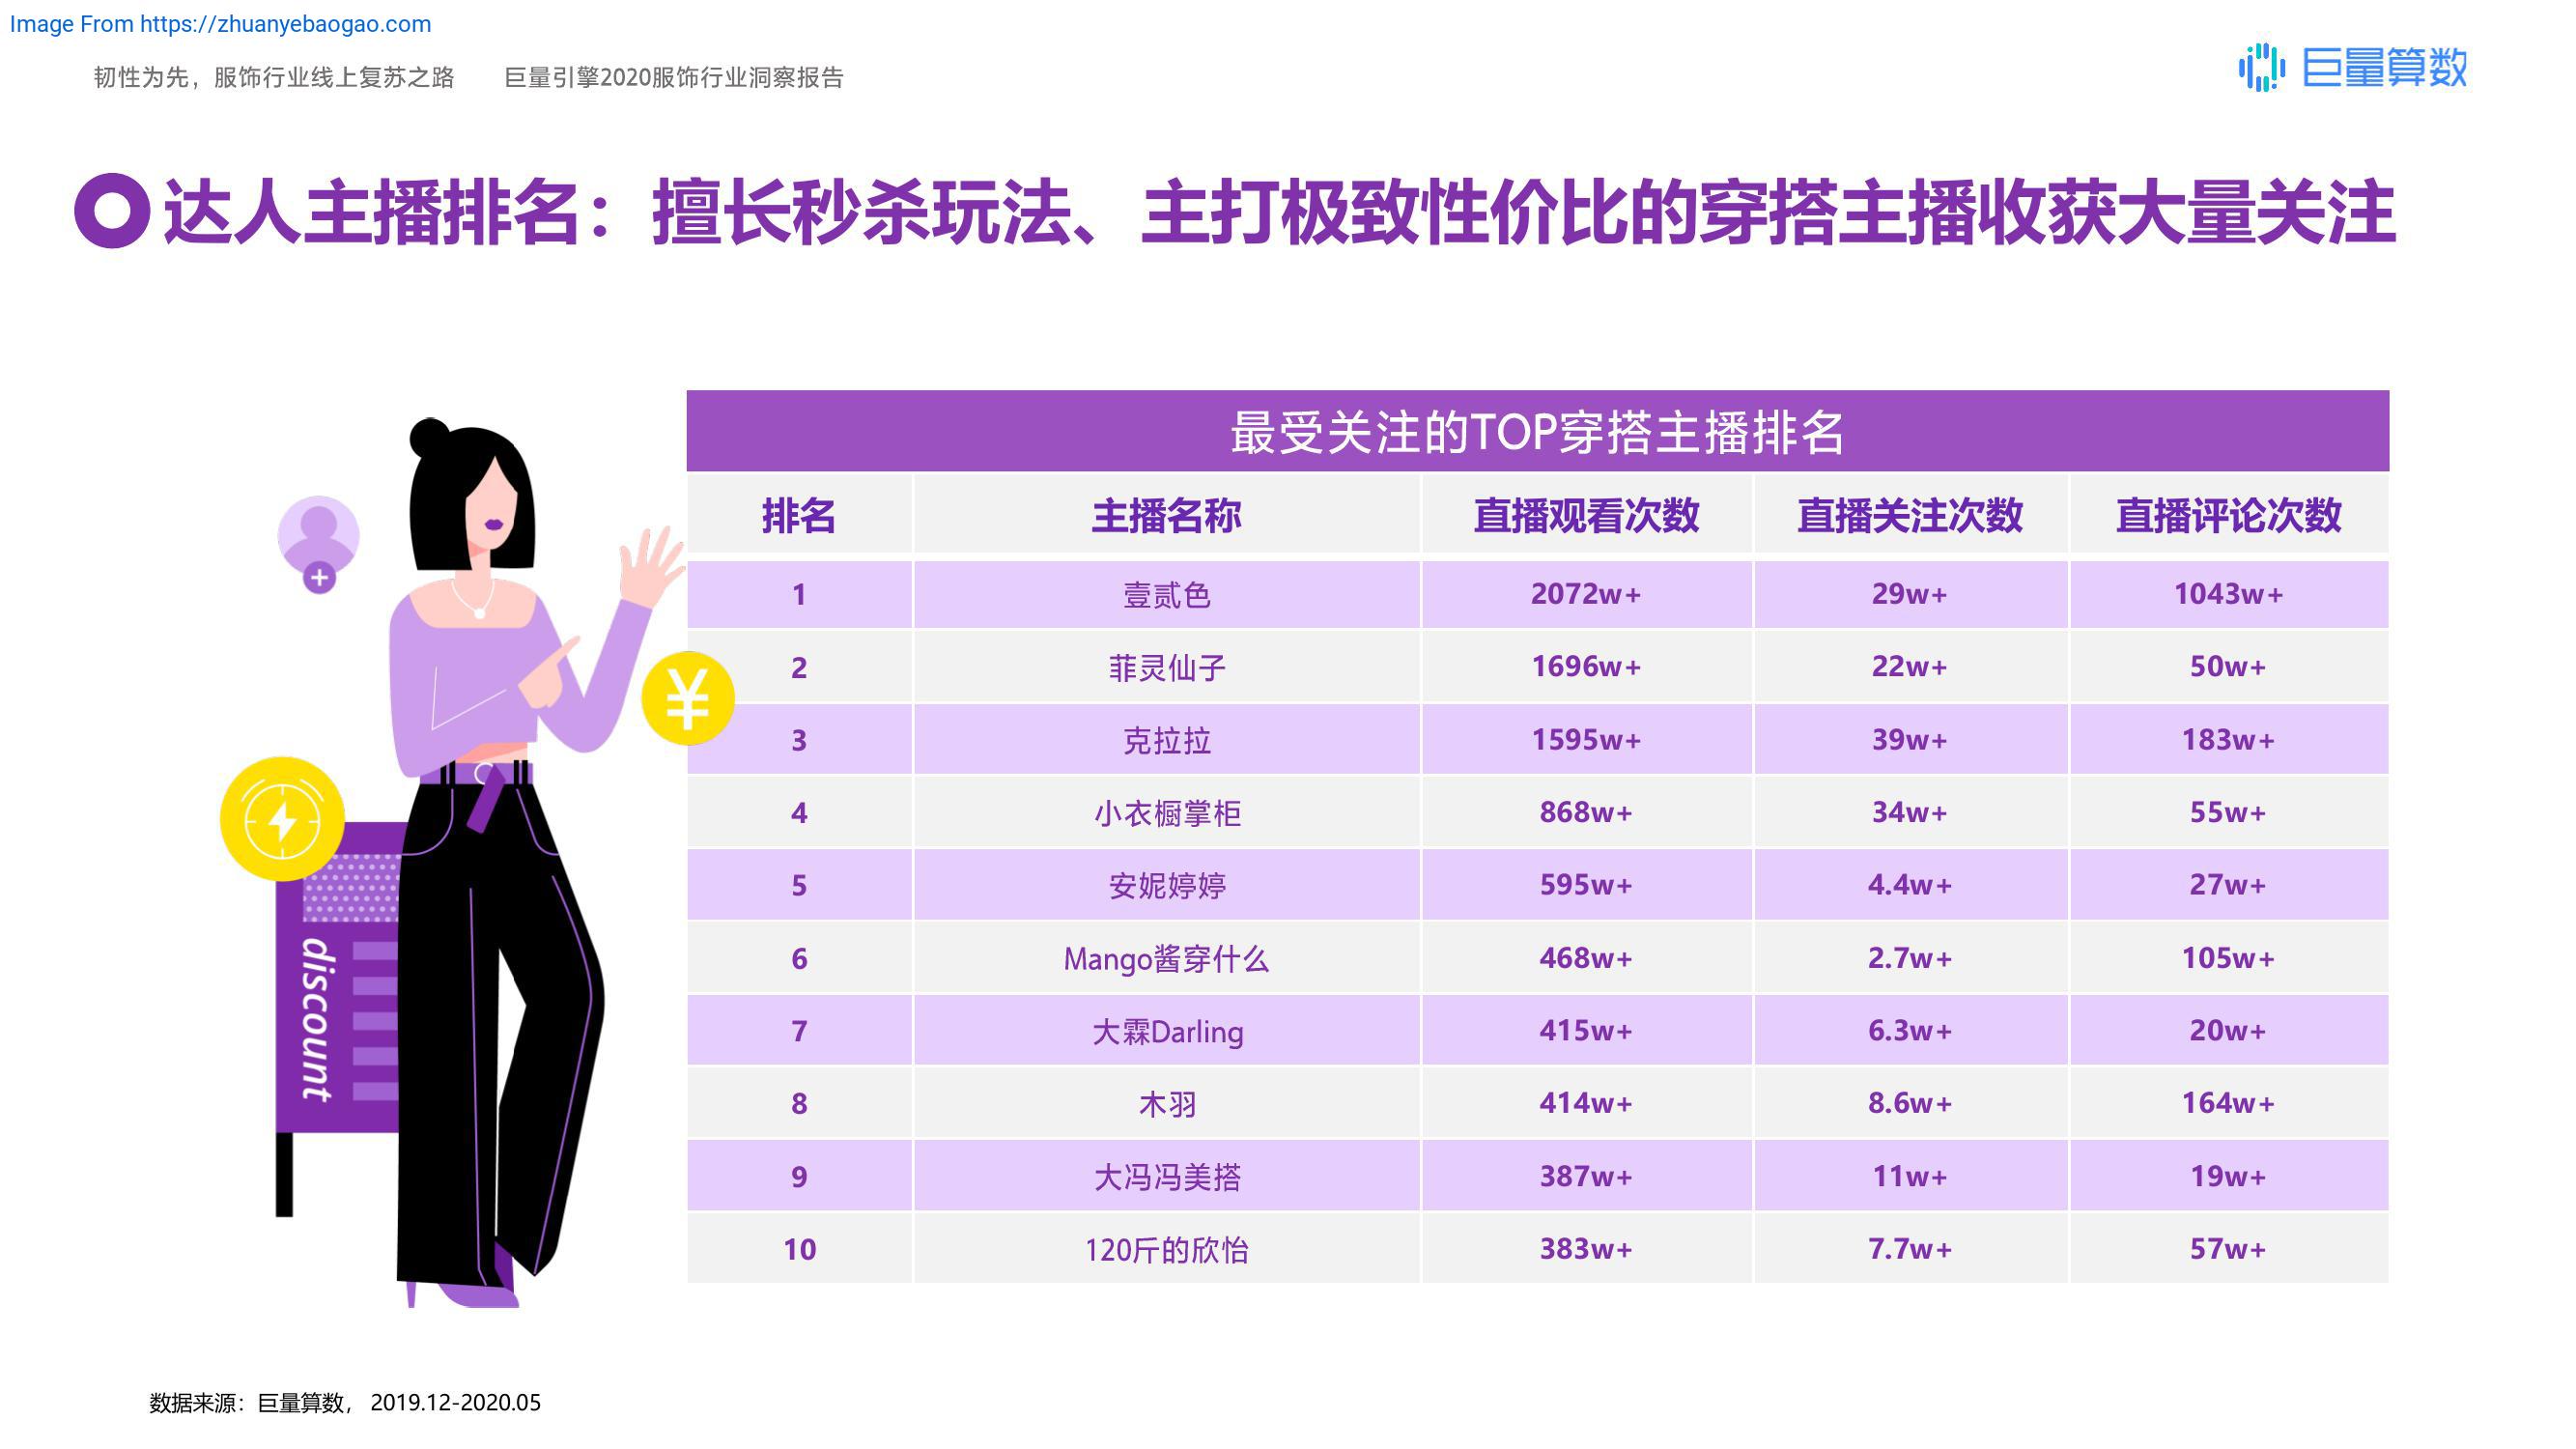 Image From https://zhuanyebaogao.com
韧性为先，服饰行业线上复苏之路 巨量引擎2020服饰行业洞察报告
巨量算数
达人主播排名：擅长秒杀玩法、主打极致性价比的穿搭主播收获大量关注
最受关注的TOP穿搭主播排名
排名 主播名称 直播观看次数 直播关注次数 直播评论次数
1 壹贰色 2072w+ 29w+ 1043w+
2 菲灵仙子 1696w+ 22w+ 50w+
3 克拉拉 1595w+ 39w+ 183w+
4 小衣橱掌柜 868w+ 34w+ 55w+
5 安妮婷婷 595w+ 4.4w+ 27w+
6 Mango酱穿什么 468w+ 2.7w+ 105w+
7 大霖Darling 415w+ 6.3w+ 20w+
8 木羽 414w+ 8.6w+ 164w+
9 大冯冯美搭 387w+ 11w+ 19w+
10 120斤的欣怡 383w+ 7.7w+ 57w+
¥
discount
数据来源：巨量算数， 2019.12-2020.05